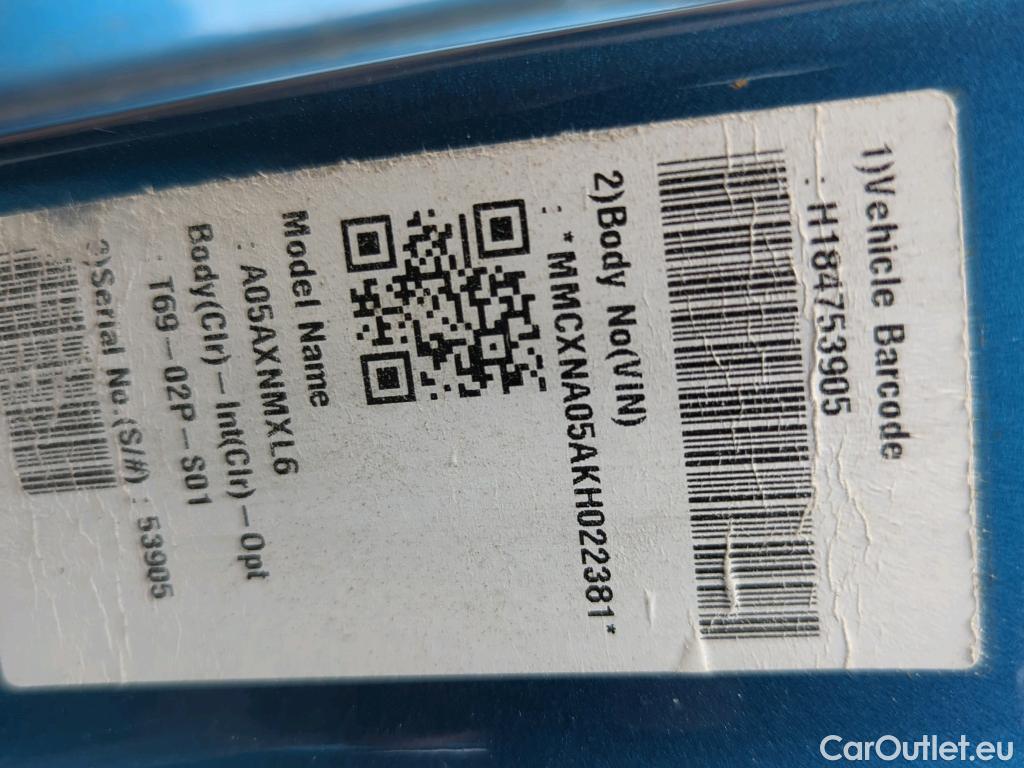 1)Vehicle Barcode
: H184753905
2)Body No(VIN)
: *MMCXNA05AKH022381*
Model Name
: A05AXNMXL6
Body(Clr)-Int(Clr)-Opt
: T69-02P-S01
3)Serial No.(S/#) : 53905
CarOutlet.eu